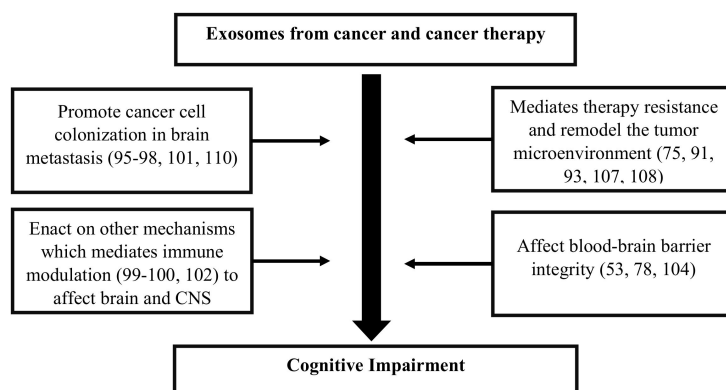 Exosomes from cancer and cancer therapy
Promote cancer cell
colonization in brain
metastasis (95-98, 101, 110)
Mediates therapy resistance
and remodel the tumor
microenvironment (75, 91,
93, 107, 108)
Enact on other mechanisms
which mediates immune
modulation (99-100, 102) to
affect brain and CNS
Affect blood-brain barrier
integrity (53, 78, 104)
Cognitive Impairment